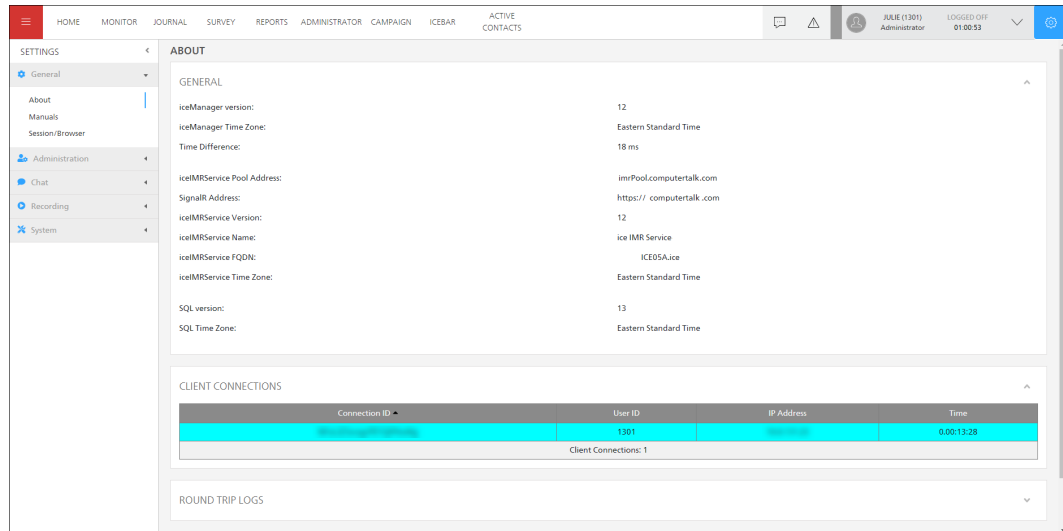 HOME MONITOR JOURNAL SURVEY REPORTS ADMINISTRATOR CAMPAIGN ICEBAR ACTIVE CONTACTS
JULIE (1301) LOGGED OFF
Administrator 01:00:53
SETTINGS
General
About
Manuals
Session/Browser
Administration
Chat
Recording
System
ABOUT
GENERAL
iceManager version: 12
iceManager Time Zone: Eastern Standard Time
Time Difference: 18 ms
iceIMRService Pool Address: imrPool.computertalk.com
SignalR Address: https:// computertalk .com
iceIMRService Version: 12
iceIMRService Name: ice IMR Service
iceIMRService FQDN: ICE05A.ice
iceIMRService Time Zone: Eastern Standard Time
SQL version: 13
SQL Time Zone: Eastern Standard Time
CLIENT CONNECTIONS
Connection ID User ID IP Address Time
1301 0.00:13:28
Client Connections: 1
ROUND TRIP LOGS